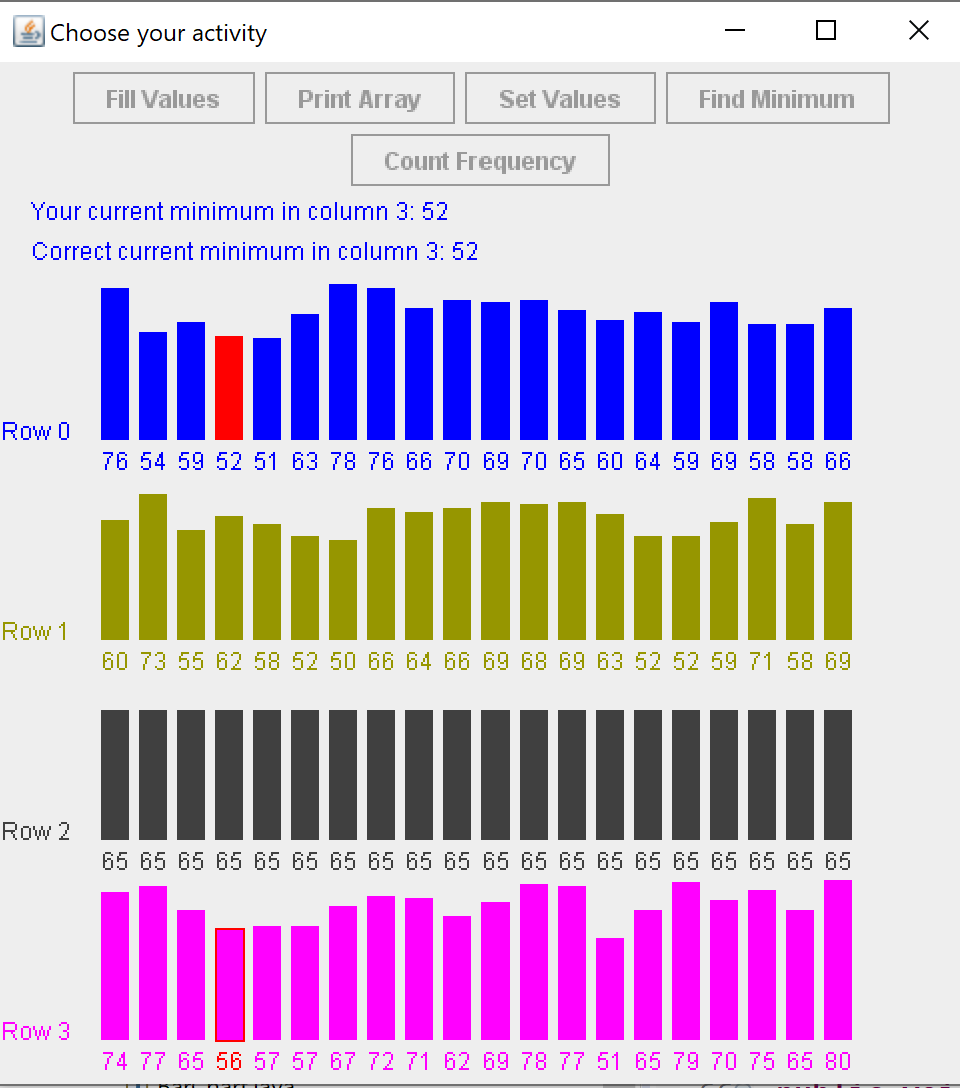 Choose your activity
Fill Values Print Array Set Values Find Minimum
Count Frequency
Your current minimum in column 3: 52
Correct current minimum in column 3: 52
Row 0
76 54 59 52 51 63 78 76 66 70 69 70 65 60 64 59 69 58 58 66
Row 1
60 73 55 62 58 52 50 66 64 66 69 68 69 63 52 52 59 71 58 69
Row 2
65 65 65 65 65 65 65 65 65 65 65 65 65 65 65 65 65 65 65 65
Row 3
74 77 65 56 57 57 67 72 71 62 69 78 77 51 65 79 70 75 65 80